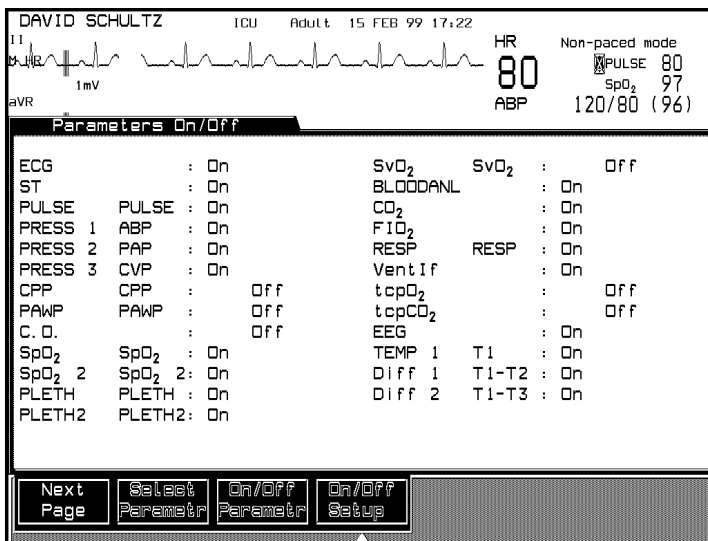 DAVID SCHULTZ ICU Adult 15 FEB 99 17:22
II HR Non-paced mode
M HR 80 PULSE 80
1mV SpO₂ 97
aVR ABP 120/80 (96)
Parameters On/Off
ECG : On SvO₂ SvO₂ : Off
ST : On BLOODANL : On
PULSE PULSE : On CO₂ : On
PRESS 1 ABP : On FIO₂ : On
PRESS 2 PAP : On RESP RESP : On
PRESS 3 CVP : On VentIf : On
CPP CPP : Off tcpO₂ : Off
PAWP PAWP : Off tcpCO₂ : Off
C.O. : Off EEG : On
SpO₂ SpO₂ : On TEMP 1 T1 : On
SpO₂ 2 SpO₂ 2: On Diff 1 T1-T2 : On
PLETH PLETH : On Diff 2 T1-T3 : On
PLETH2 PLETH2: On
Next Page
Select Parametr
On/Off Parametr
On/Off Setup